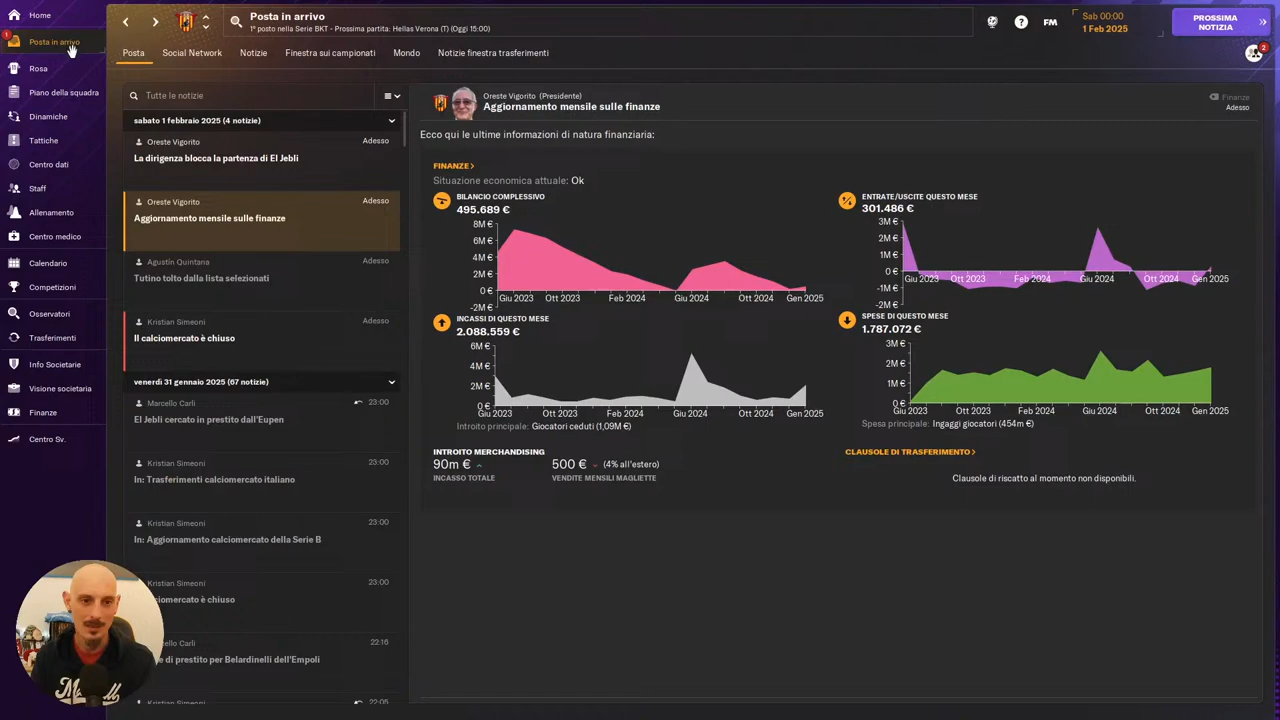 Home
1
Posta in arrivo
Rosa
Piano della squadra
Dinamiche
Tattiche
Centro dati
Staff
Allenamento
Centro medico
Calendario
Competizioni
Osservatori
Trasferimenti
Info Societarie
Visione societaria
Finanze
Centro Sv.
Posta in arrivo
1° posto nella Serie BKT - Prossima partita: Hellas Verona (T) (Oggi 15:00)
?
FM
Sab 00:00
1 Feb 2025
PROSSIMA
NOTIZIA
2
Posta
Social Network
Notizie
Finestra sui campionati
Mondo
Notizie finestra trasferimenti
Tutte le notizie
sabato 1 febbraio 2025 (4 notizie)
Oreste Vigorito
Adesso
La dirigenza blocca la partenza di El Jebli
Oreste Vigorito
Adesso
Aggiornamento mensile sulle finanze
Agustín Quintana
Adesso
Tutino tolto dalla lista selezionati
Kristian Simeoni
Adesso
Il calciomercato è chiuso
venerdì 31 gennaio 2025 (67 notizie)
Marcello Carli
23:00
El Jebli cercato in prestito dall'Eupen
Kristian Simeoni
23:00
In: Trasferimenti calciomercato italiano
Kristian Simeoni
23:00
In: Aggiornamento calciomercato della Serie B
Kristian Simeoni
23:00
ciomercato è chiuso
cello Carli
22:16
e di prestito per Belardinelli dell'Empoli
Kristian Simeoni
22:05
Oreste Vigorito (Presidente)
Aggiornamento mensile sulle finanze
Finanze
Adesso
Ecco qui le ultime informazioni di natura finanziaria:
FINANZE >
Situazione economica attuale: Ok
BILANCIO COMPLESSIVO
495.689 €
8M €
6M €
4M €
2M €
0 €
-2M €
Giu 2023
Ott 2023
Feb 2024
Giu 2024
Ott 2024
Gen 2025
ENTRATE/USCITE QUESTO MESE
301.486 €
3M €
2M €
1M €
0 €
-1M €
-2M €
Giu 2023
Ott 2023
Feb 2024
Giu 2024
Ott 2024
Gen 2025
INCASSI DI QUESTO MESE
2.088.559 €
6M €
4M €
2M €
0 €
Giu 2023
Ott 2023
Feb 2024
Giu 2024
Ott 2024
Gen 2025
Introito principale: Giocatori ceduti (1,09M €)
SPESE DI QUESTO MESE
1.787.072 €
3M €
2M €
1M €
0 €
Giu 2023
Ott 2023
Feb 2024
Giu 2024
Ott 2024
Gen 2025
Spesa principale: Ingaggi giocatori (454m €)
INTROITO MERCHANDISING
90m €
500 €
(4% all'estero)
INCASSO TOTALE
VENDITE MENSILI MAGLIETTE
CLAUSOLE DI TRASFERIMENTO >
Clausole di riscatto al momento non disponibili.